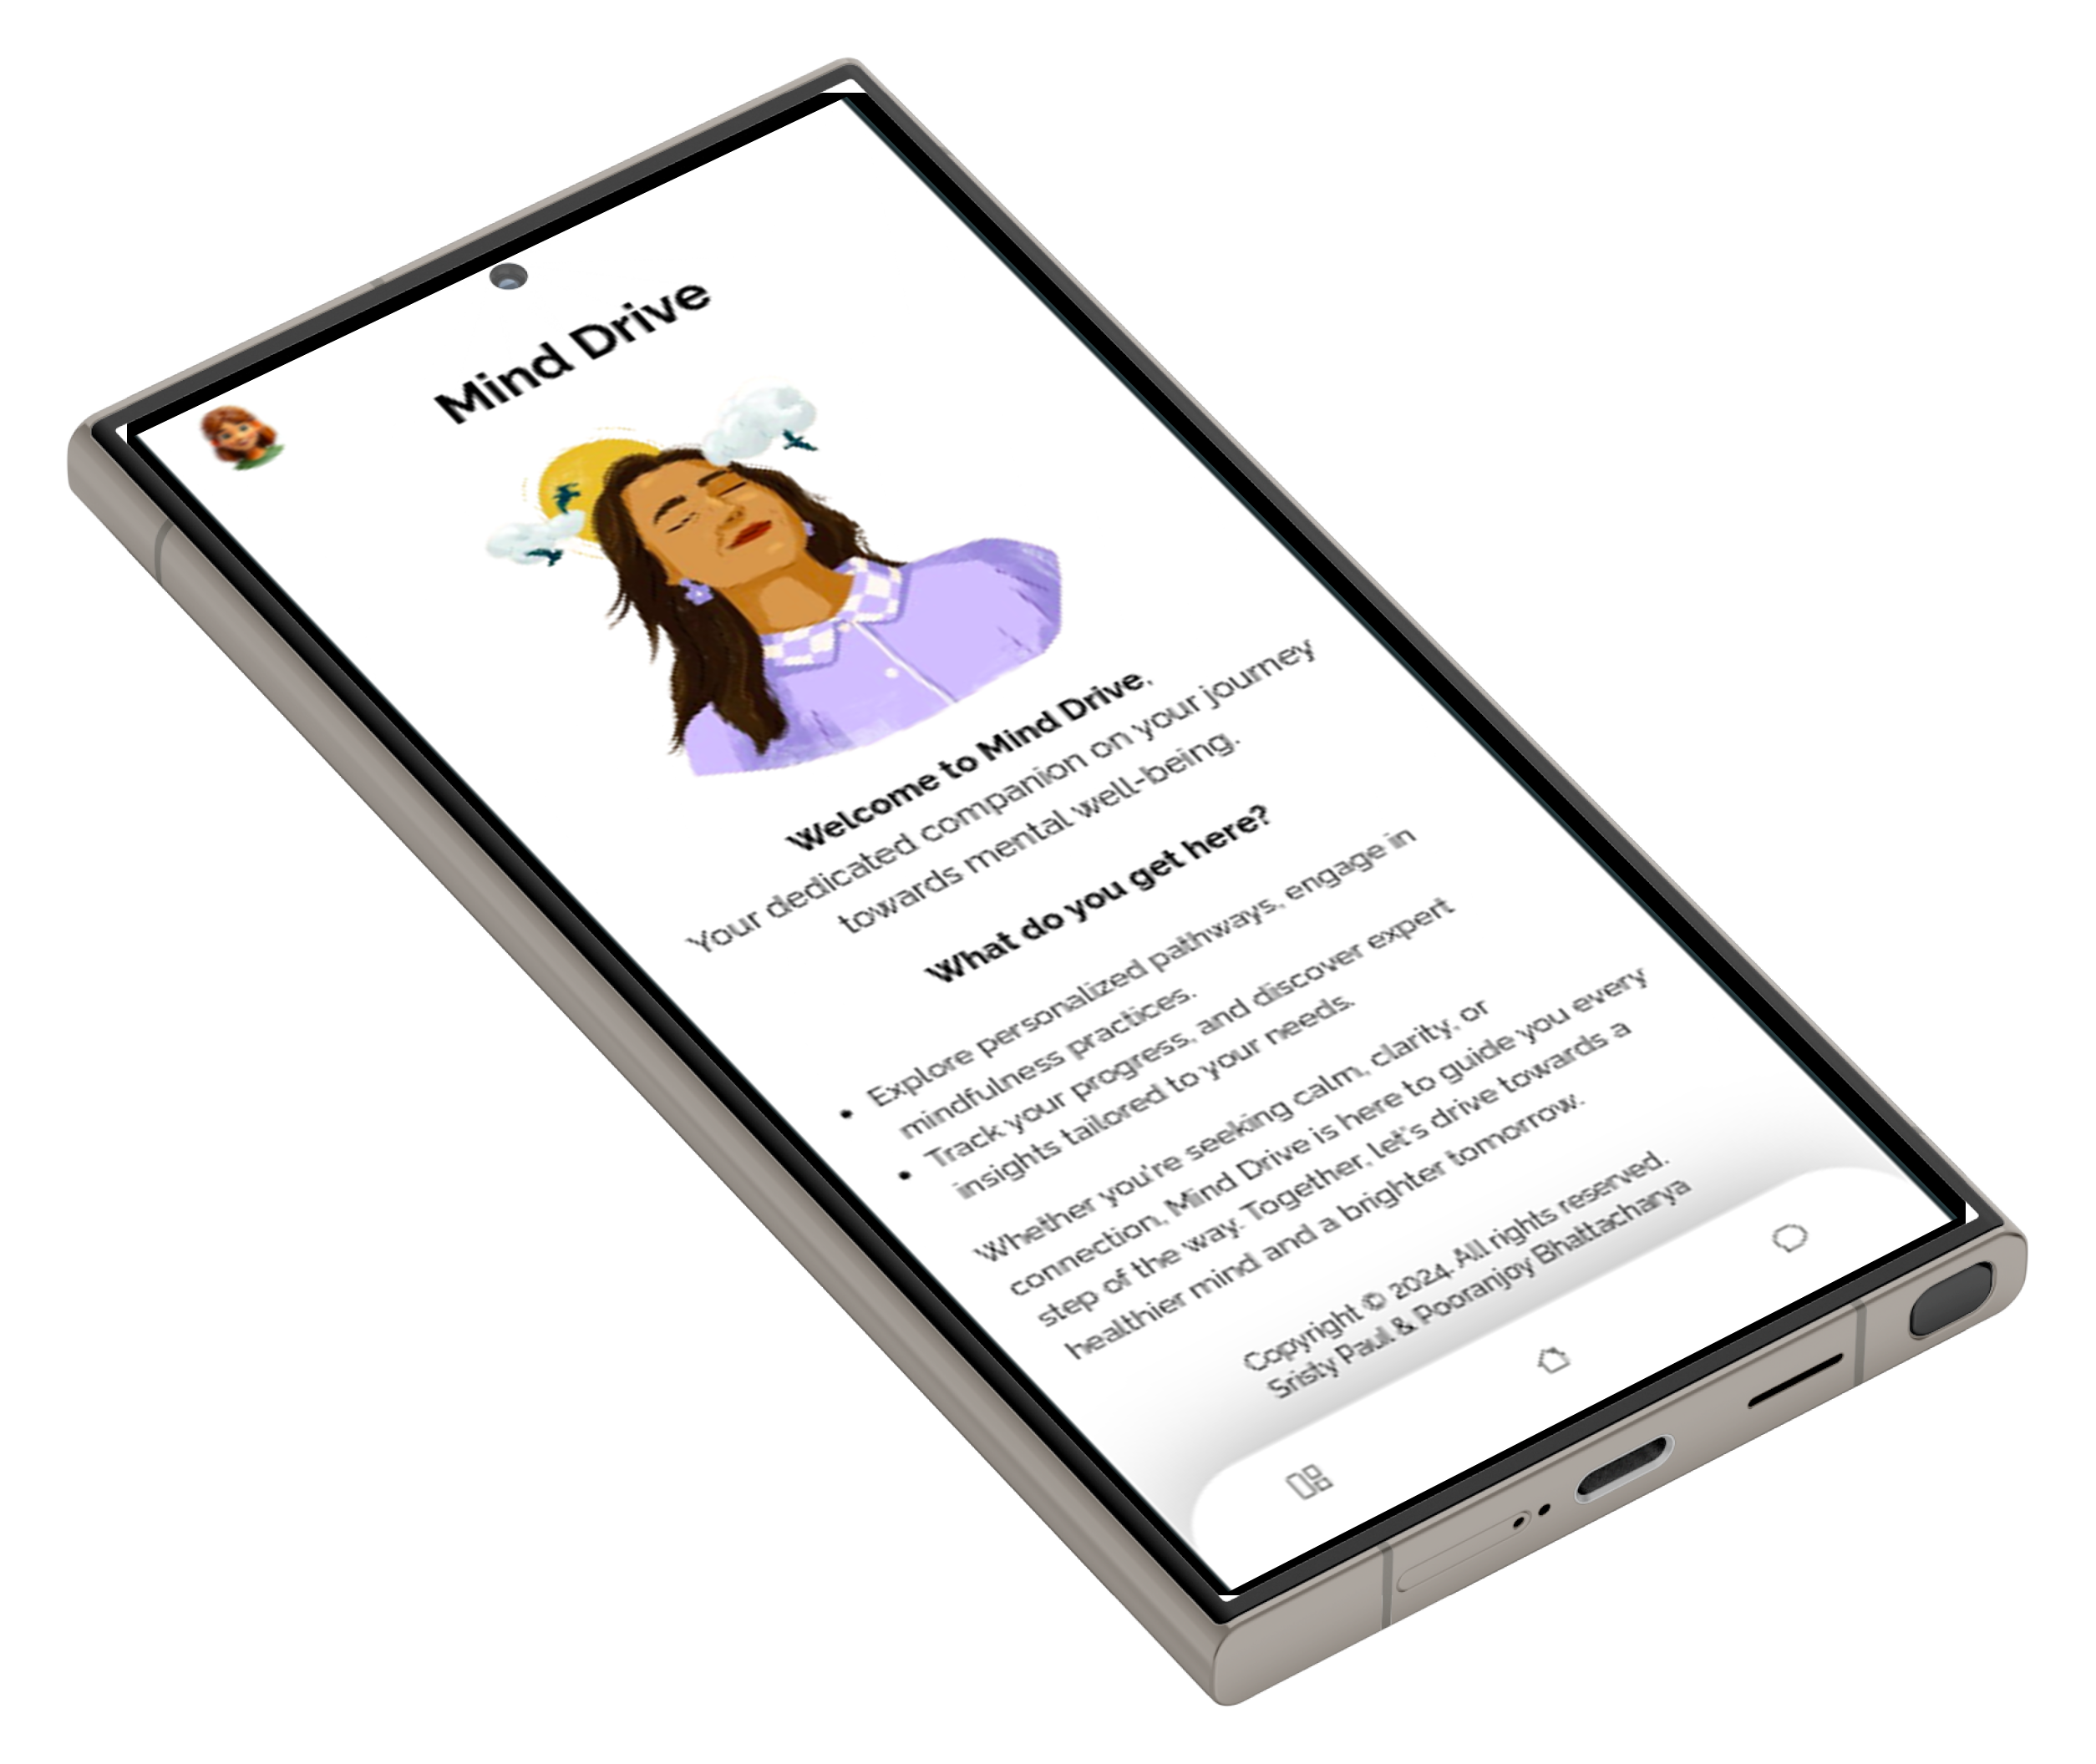 Mind Drive
Welcome to Mind Drive,
Your dedicated companion on your journey
towards mental well-being.
What do you get here?
• Explore personalized pathways, engage in
mindfulness practices.
• Track your progress, and discover expert
insights tailored to your needs.
Whether you're seeking calm, clarity, or
connection, Mind Drive is here to guide you every
step of the way. Together, let's drive towards a
healthier mind and a brighter tomorrow.
Copyright © 2024. All rights reserved.
Sristy Paul & Pooranjoy Bhattacharya